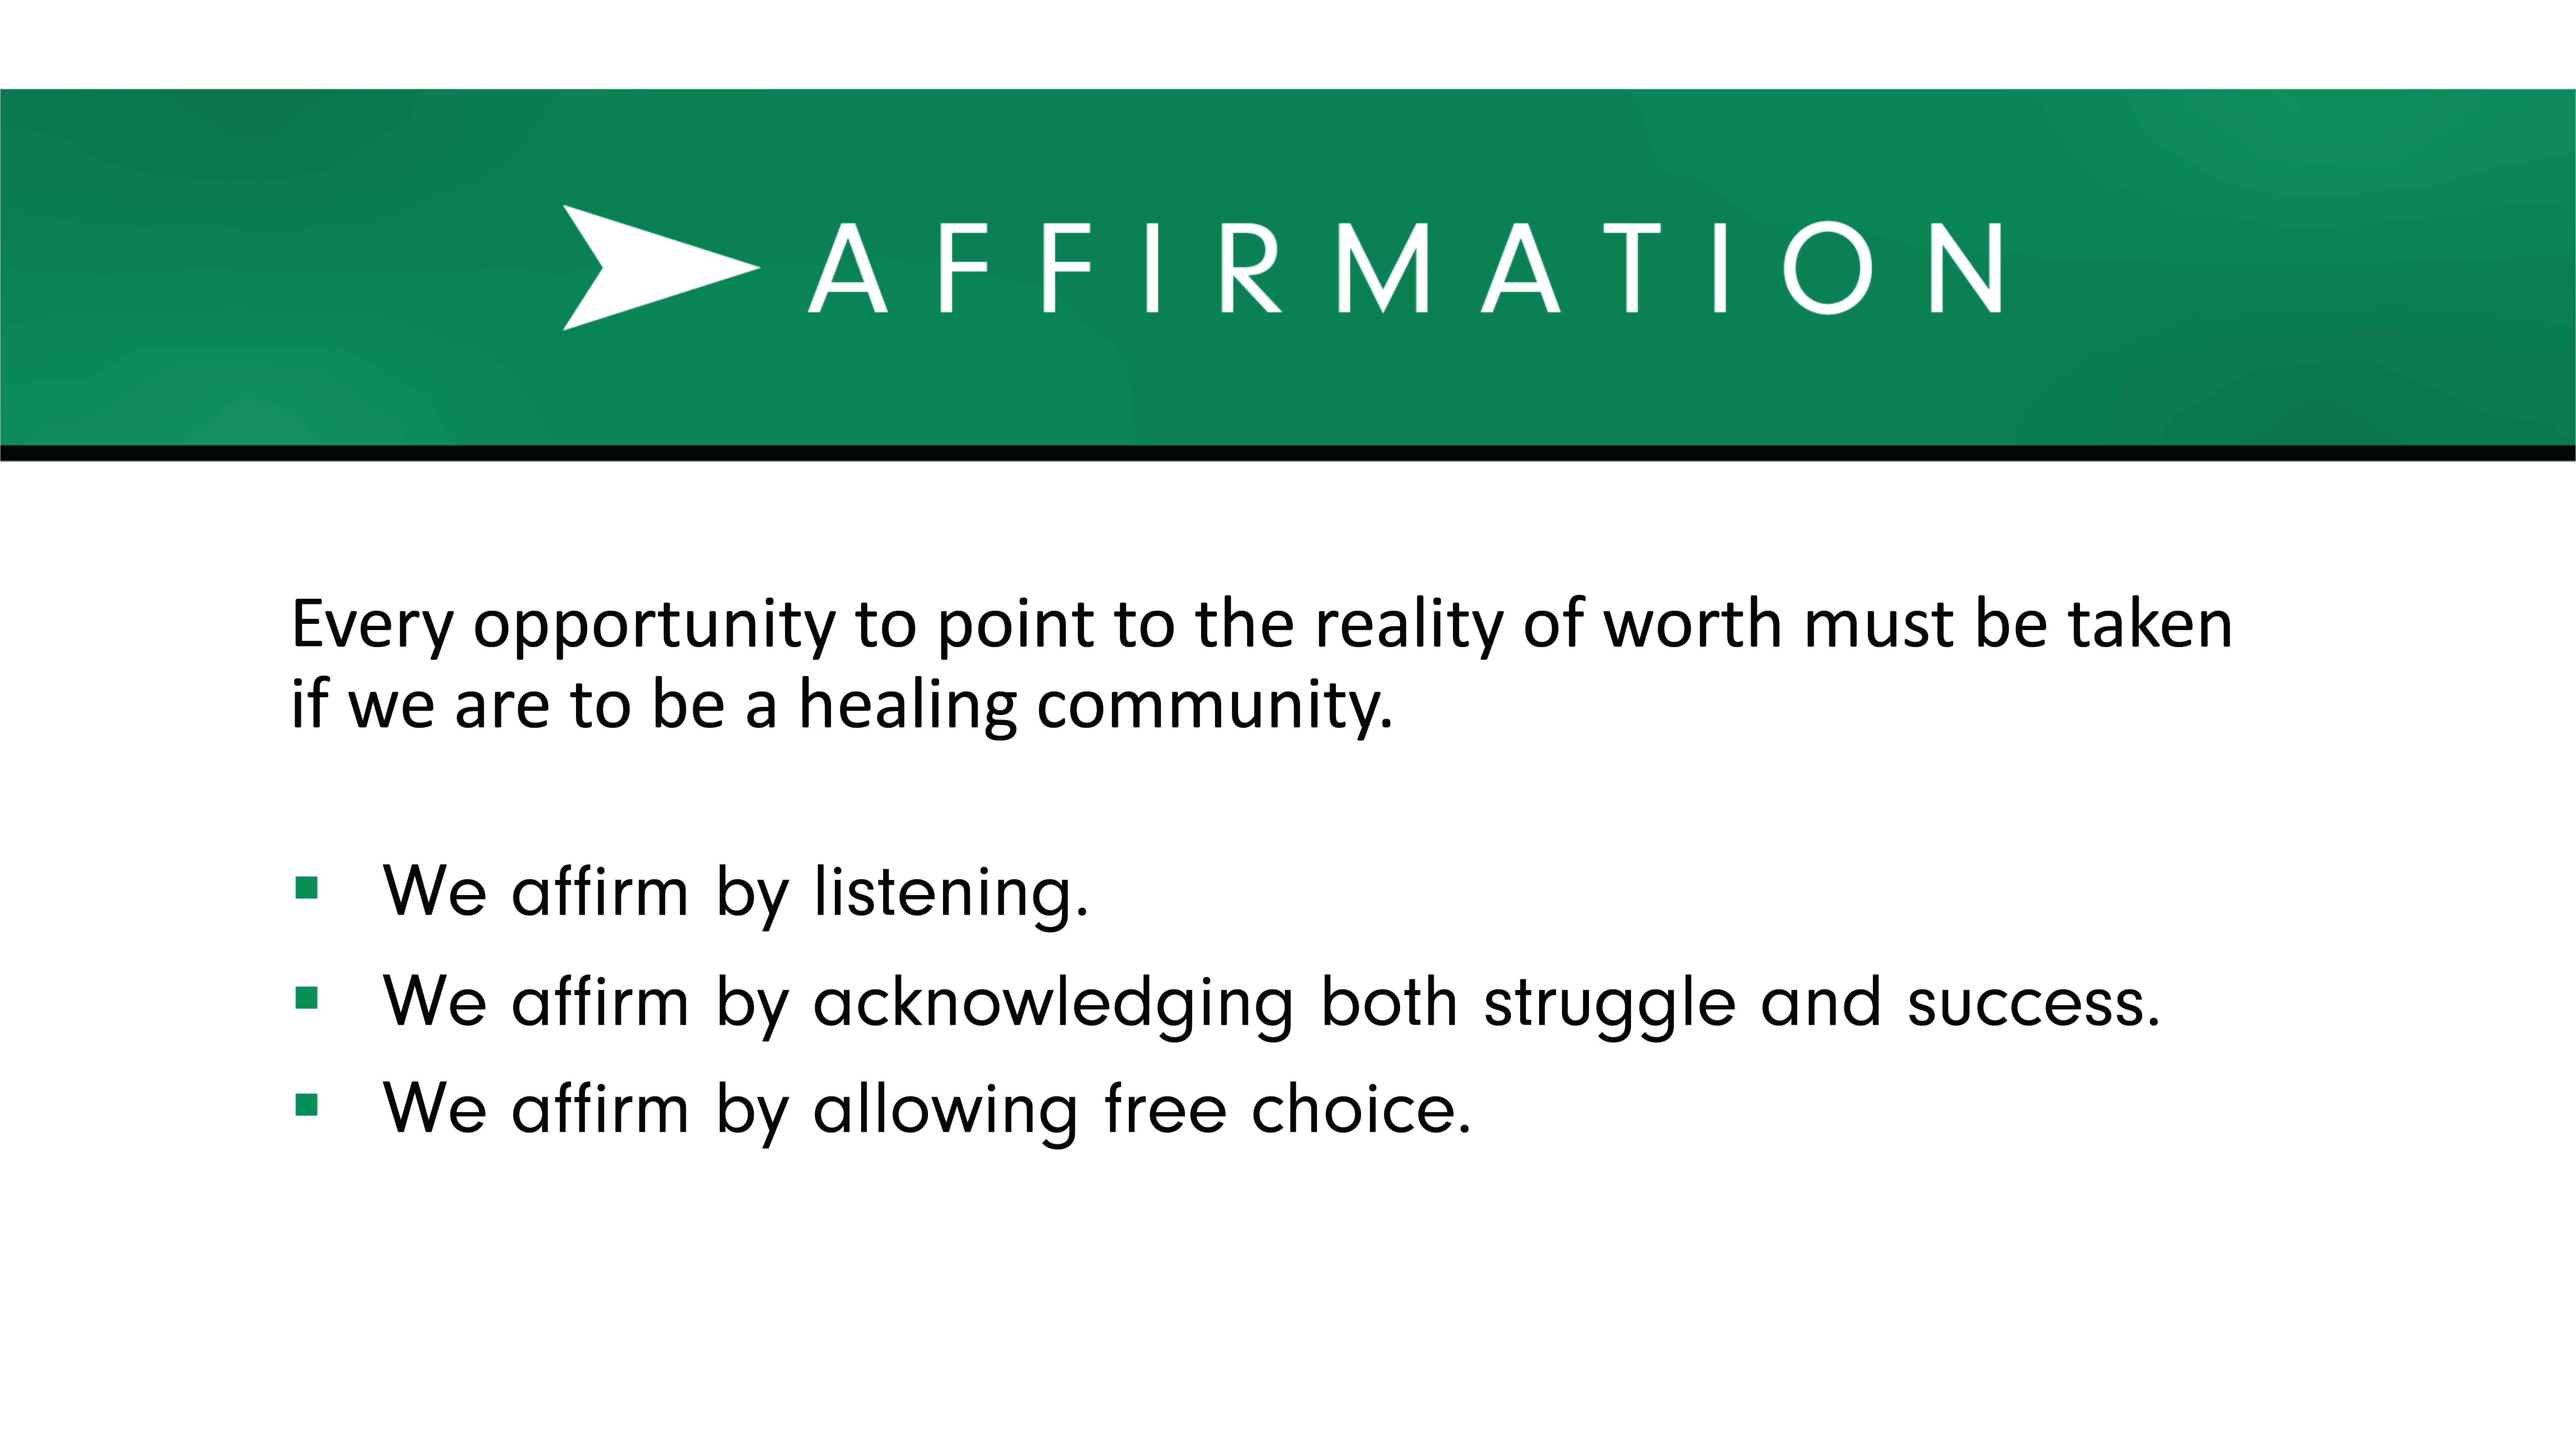 AFFIRMATION
Every opportunity to point to the reality of worth must be taken
if we are to be a healing community.
We affirm by listening.
We affirm by acknowledging both struggle and success.
We affirm by allowing free choice.